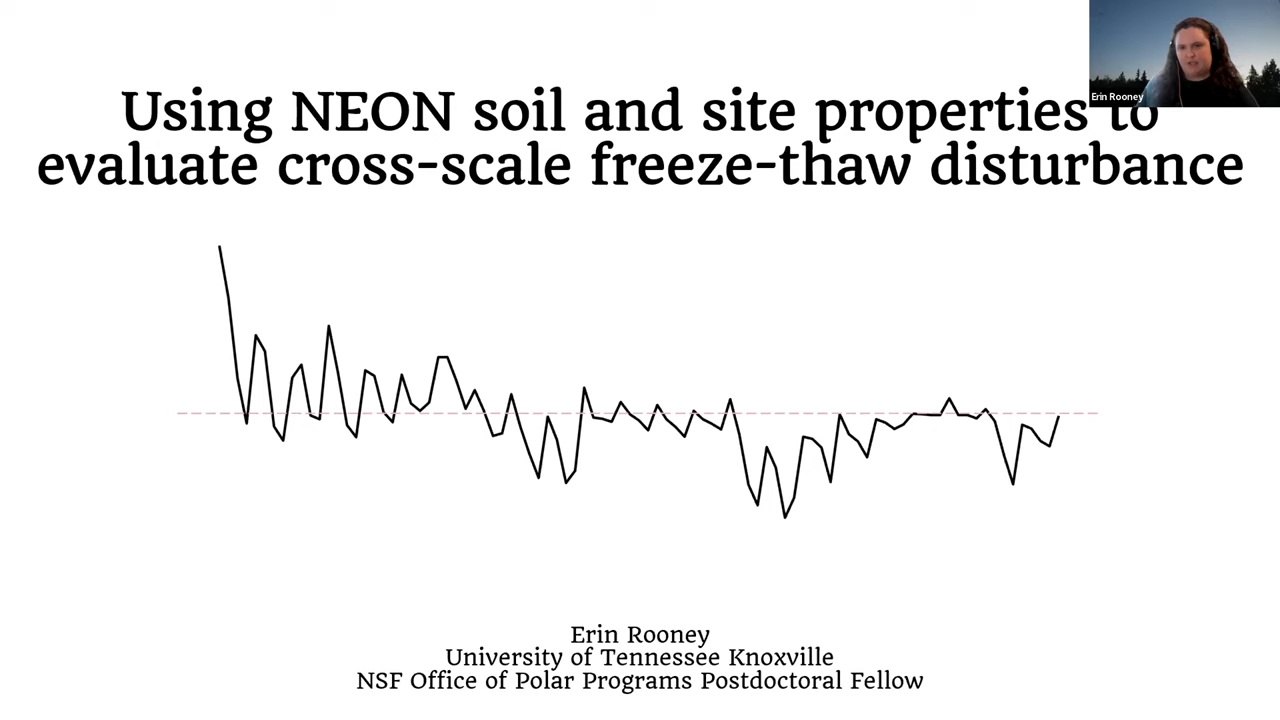 Using NEON soil and site properties to
evaluate cross-scale freeze-thaw disturbance
Erin Rooney
Erin Rooney
University of Tennessee Knoxville
NSF Office of Polar Programs Postdoctoral Fellow